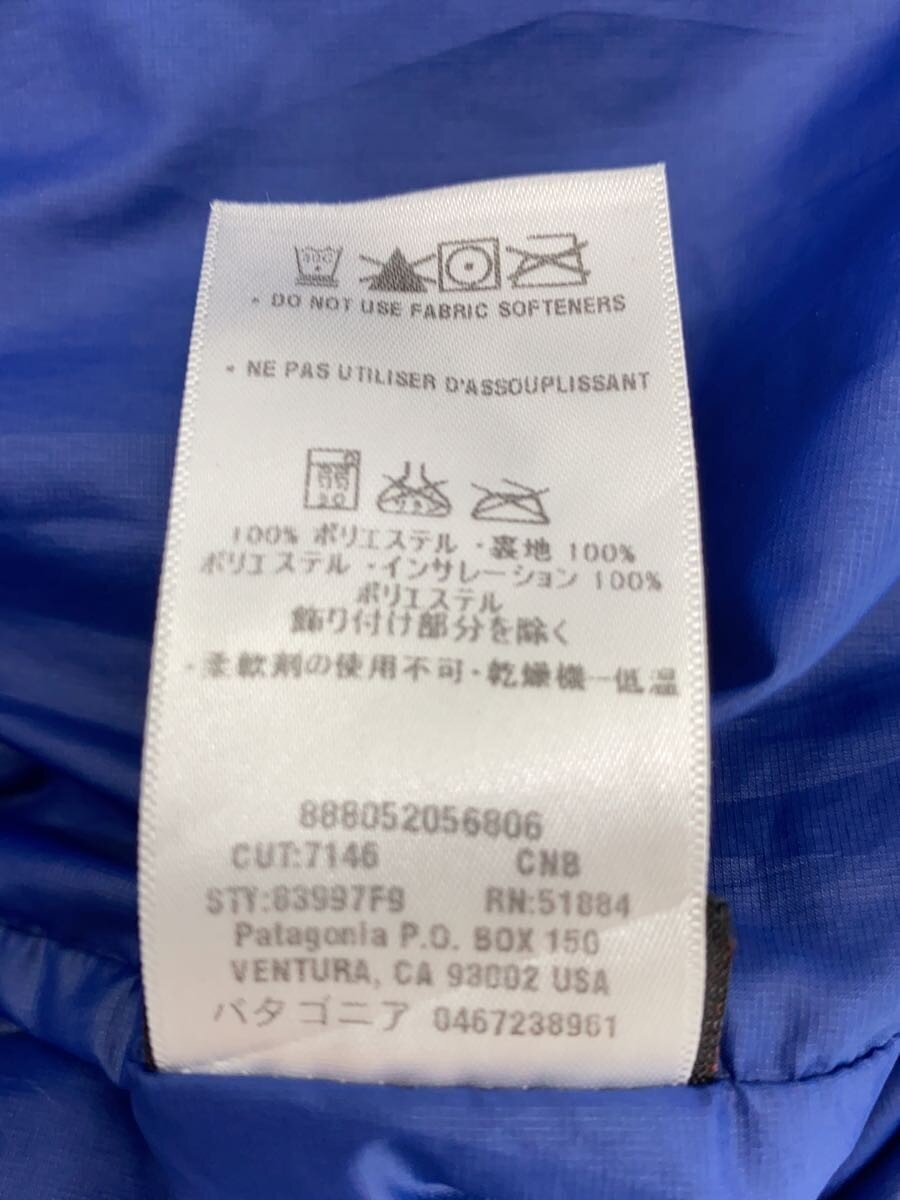 30C
• DO NOT USE FABRIC SOFTENERS
• NE PAS UTILISER D'ASSOUPLISSANT
30
100% ポリエステル・裏地 100%
ポリエステル・インサレーション 100%
ポリエステル
飾り付け部分を除く
・柔軟剤の使用不可・乾燥機ー低温
888052056806
CUT:7146 CNB
STY:83997F9 RN:51884
Patagonia P.O. BOX 150
VENTURA, CA 93002 USA
パタゴニア 0467238961